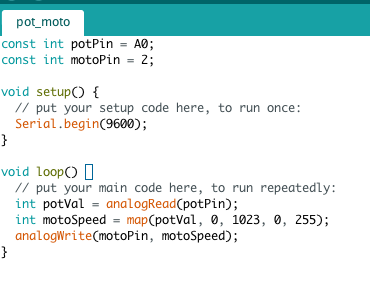 pot_moto
const int potPin = A0;
const int motoPin = 2;
void setup() {
// put your setup code here, to run once:
Serial.begin(9600);
}
void loop() {
// put your main code here, to run repeatedly:
int potVal = analogRead(potPin);
int motoSpeed = map(potVal, 0, 1023, 0, 255);
analogWrite(motoPin, motoSpeed);
}